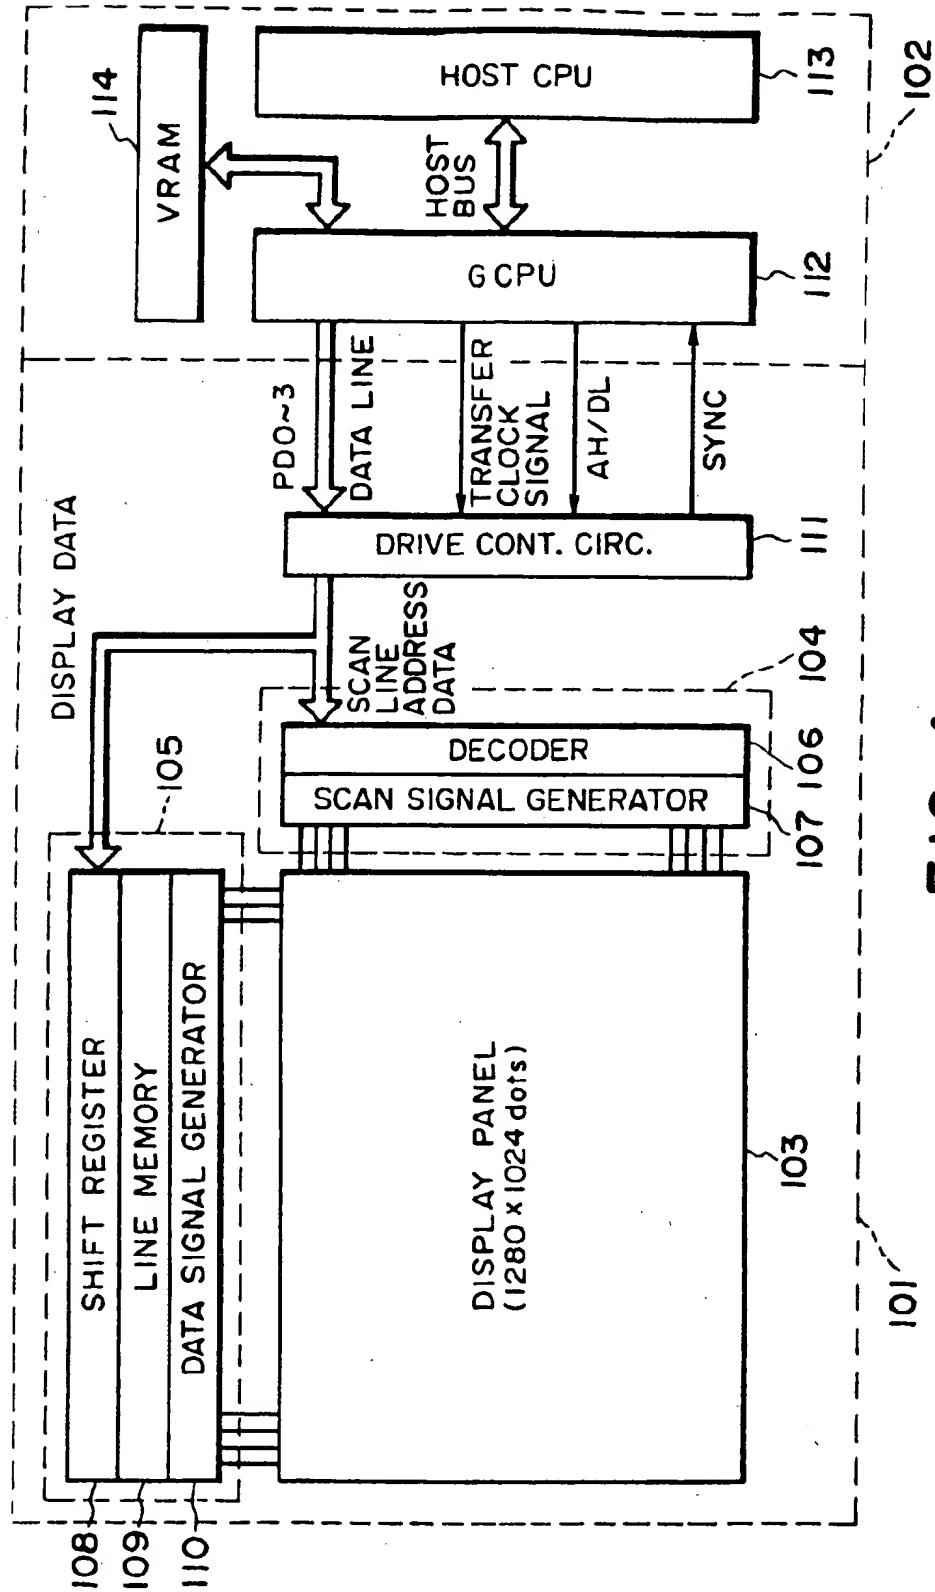 108
109
110
SHIFT REGISTER
LINE MEMORY
DATA SIGNAL GENERATOR
105
DISPLAY DATA
DISPLAY PANEL
(1280 x 1024 dots)
103
101
SCAN
LINE
ADDRESS
DATA
DECODER
SCAN SIGNAL GENERATOR
104
106
107
DRIVE CONT. CIRC.
111
PD0~3
DATA LINE
TRANSFER
CLOCK
SIGNAL
AH/DL
SYNC
114
VRAM
HOST
BUS
G CPU
112
HOST CPU
113
102